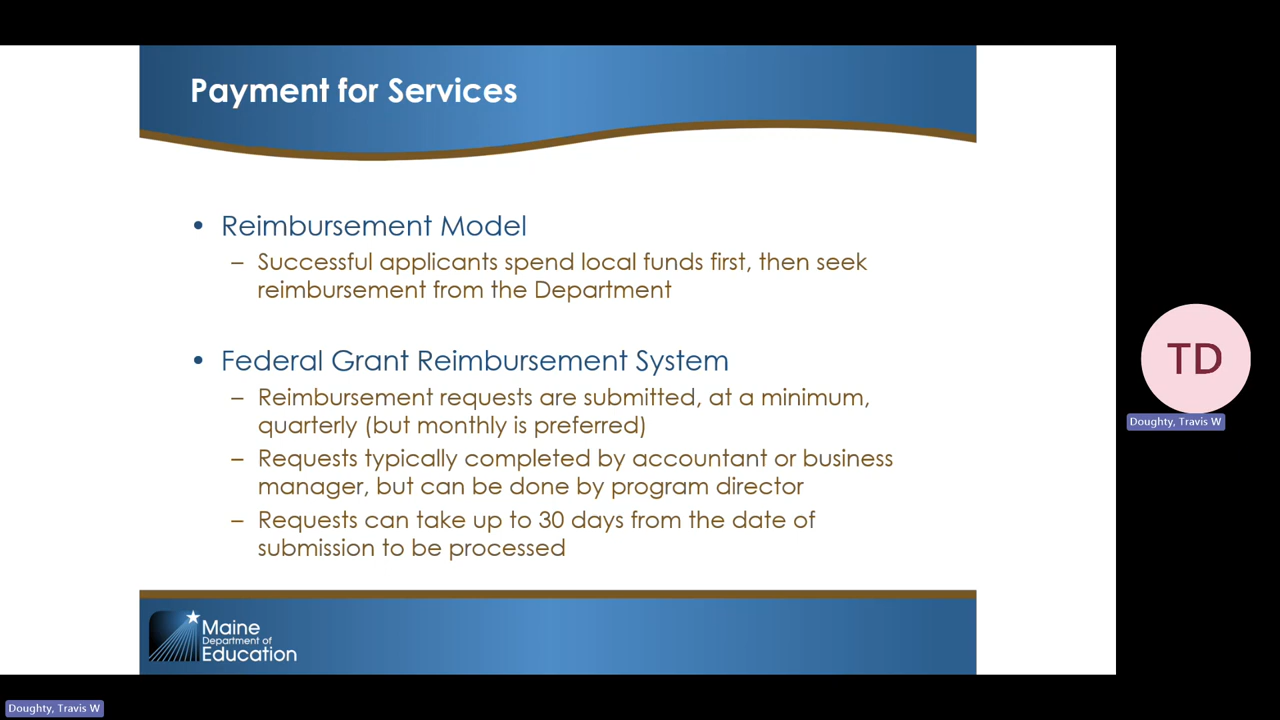 Payment for Services
• Reimbursement Model
– Successful applicants spend local funds first, then seek
reimbursement from the Department
• Federal Grant Reimbursement System
– Reimbursement requests are submitted, at a minimum,
quarterly (but monthly is preferred)
– Requests typically completed by accountant or business
manager, but can be done by program director
– Requests can take up to 30 days from the date of
submission to be processed
Maine
Department of
Education
TD
Doughty, Travis W
Doughty, Travis W